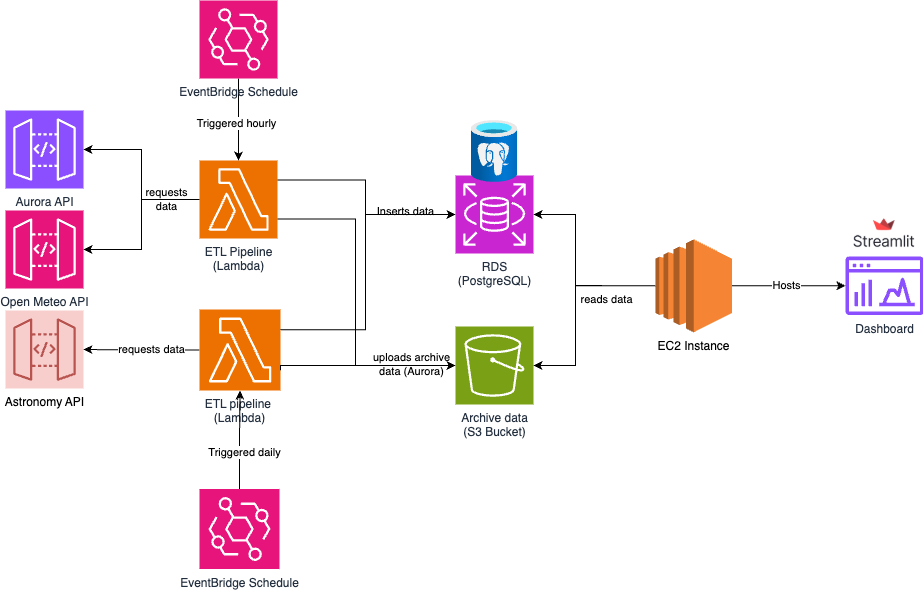 EventBridge Schedule
Triggered hourly
Aurora API
requests
data
ETL Pipeline
(Lambda)
Open Meteo API
Inserts data
RDS
(PostgreSQL)
reads data
EC2 Instance
Hosts
Streamlit
Dashboard
requests data
Astronomy API
ETL pipeline
(Lambda)
uploads archive
data (Aurora)
Archive data
(S3 Bucket)
Triggered daily
EventBridge Schedule